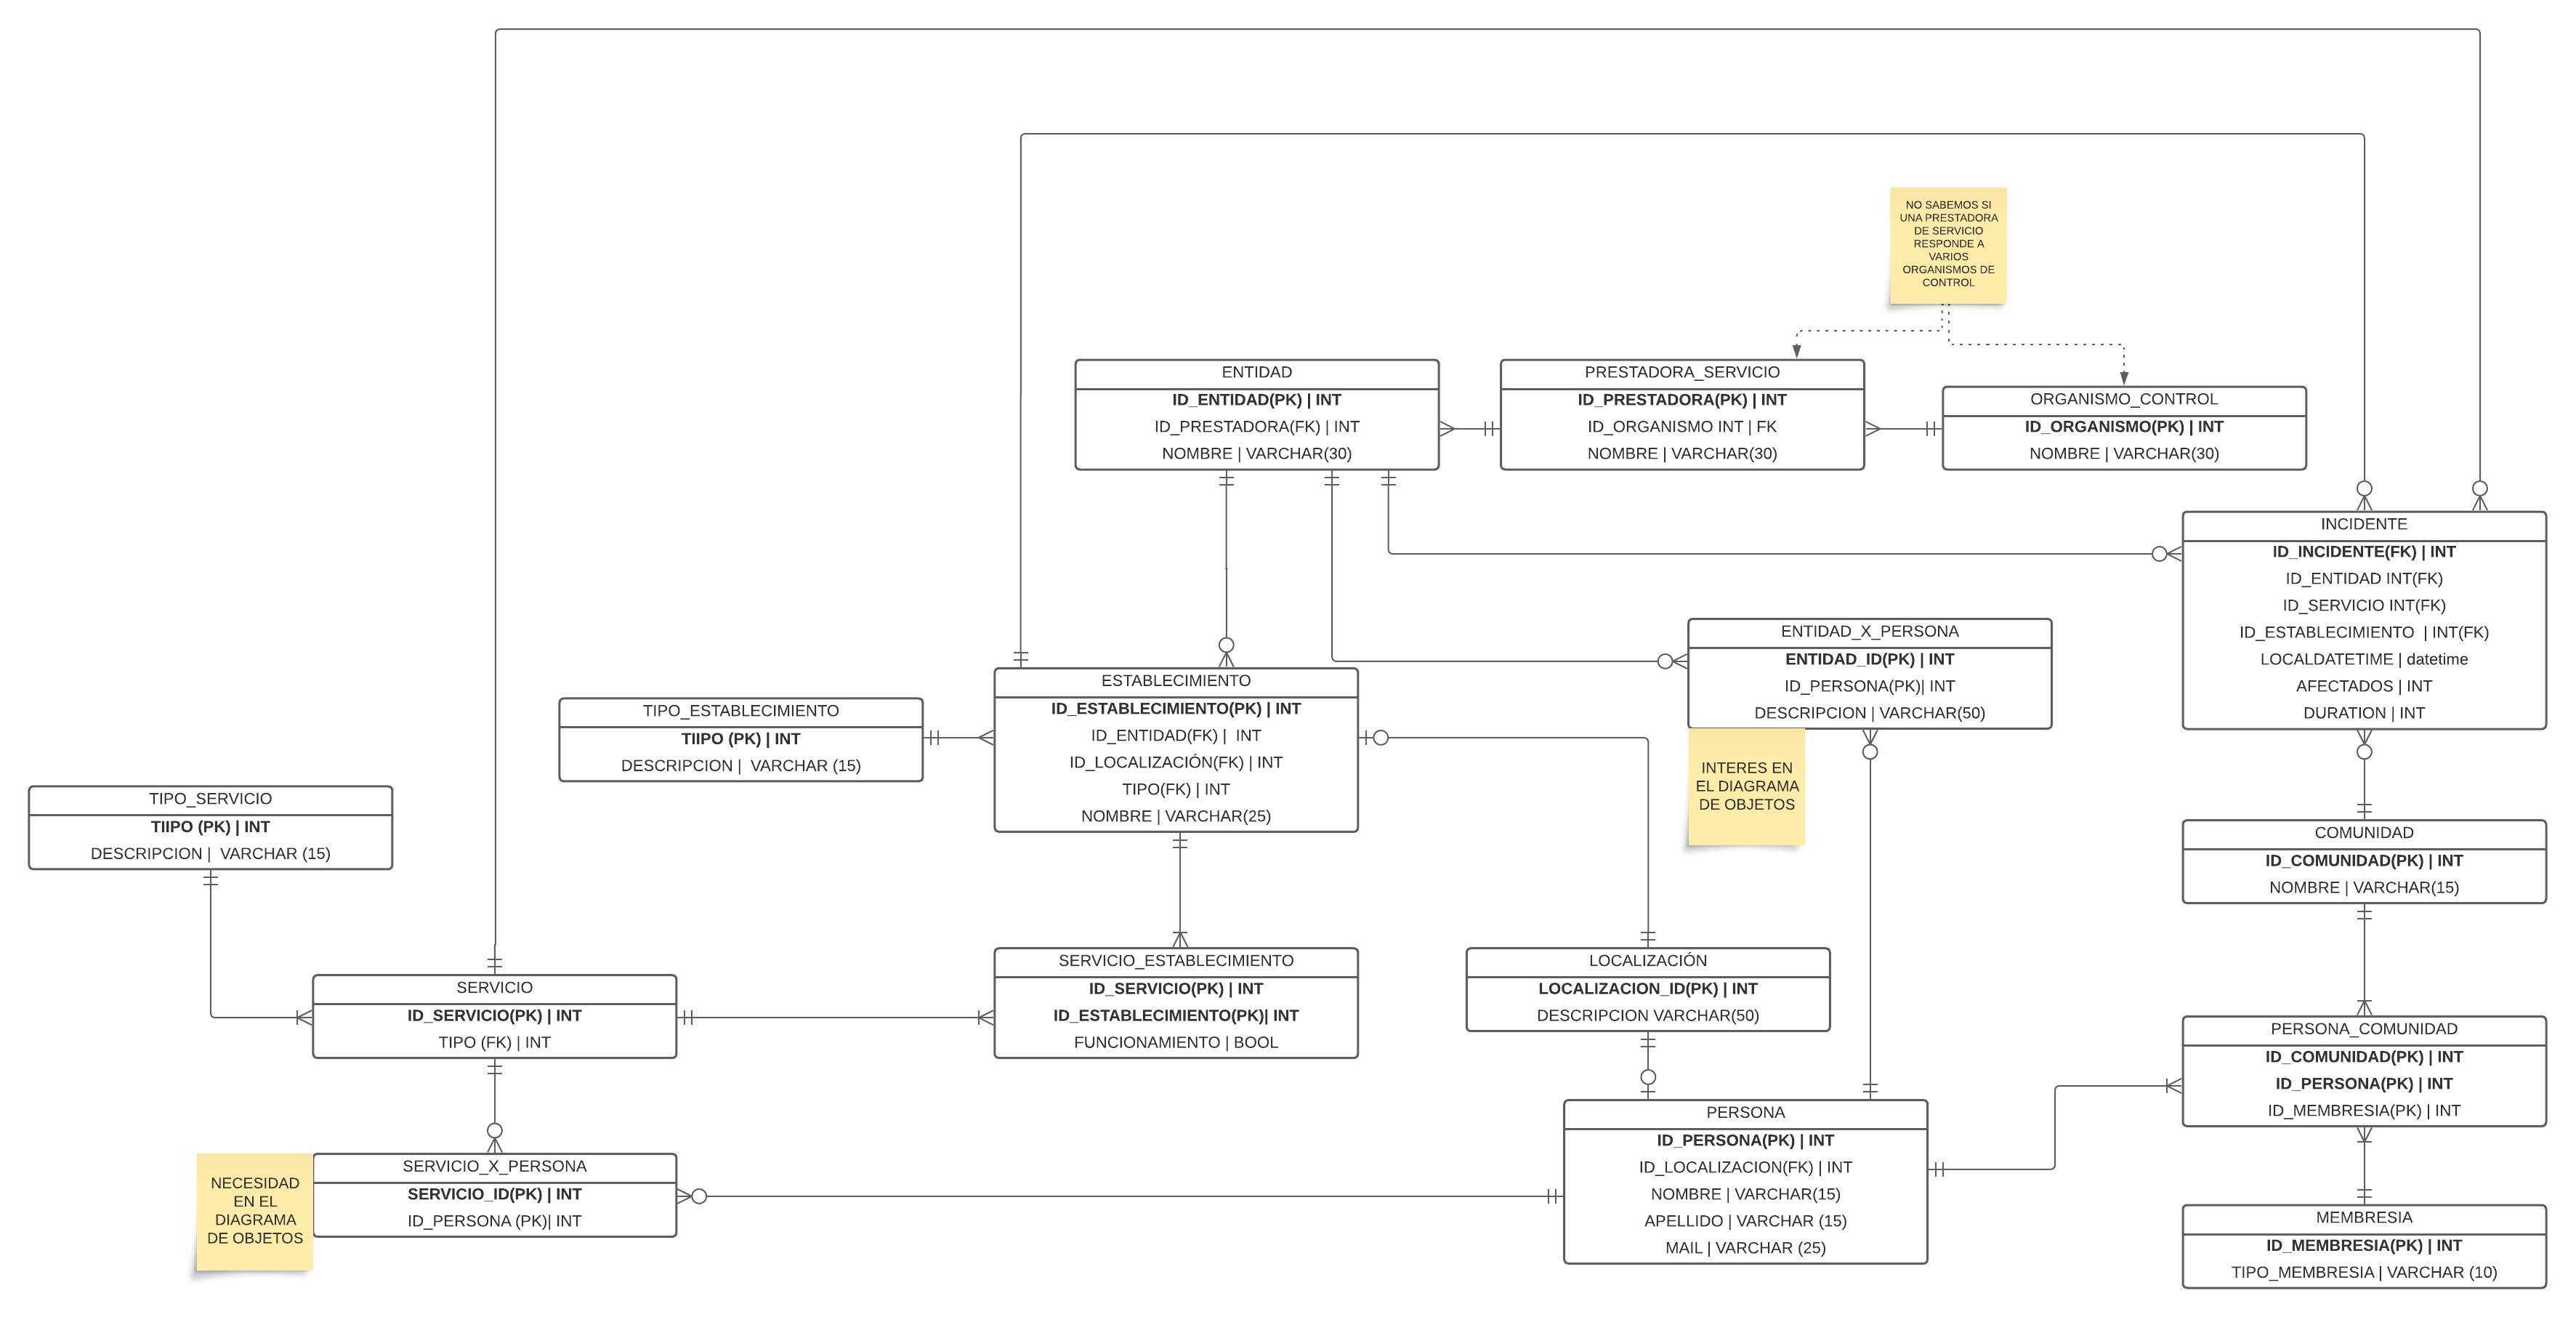 NO SABEMOS SI
UNA PRESTADORA
DE SERVICIO
RESPONDE A
VARIOS
ORGANISMOS DE
CONTROL
ENTIDAD
ID_ENTIDAD(PK) | INT
ID_PRESTADORA(FK) | INT
NOMBRE | VARCHAR(30)
PRESTADORA_SERVICIO
ID_PRESTADORA(PK) | INT
ID_ORGANISMO INT | FK
NOMBRE | VARCHAR(30)
ORGANISMO_CONTROL
ID_ORGANISMO(PK) | INT
NOMBRE | VARCHAR(30)
INCIDENTE
ID_INCIDENTE(FK) | INT
ID_ENTIDAD INT(FK)
ID_SERVICIO INT(FK)
ID_ESTABLECIMIENTO | INT(FK)
LOCALDATETIME | datetime
AFECTADOS | INT
DURATION | INT
ENTIDAD_X_PERSONA
ENTIDAD_ID(PK) | INT
ID_PERSONA(PK)| INT
DESCRIPCION | VARCHAR(50)
INTERES EN
EL DIAGRAMA
DE OBJETOS
ESTABLECIMIENTO
ID_ESTABLECIMIENTO(PK) | INT
ID_ENTIDAD(FK) | INT
ID_LOCALIZACIÓN(FK) | INT
TIPO(FK) | INT
NOMBRE | VARCHAR(25)
TIPO_ESTABLECIMIENTO
TIIPO (PK) | INT
DESCRIPCION | VARCHAR (15)
TIPO_SERVICIO
TIIPO (PK) | INT
DESCRIPCION | VARCHAR (15)
COMUNIDAD
ID_COMUNIDAD(PK) | INT
NOMBRE | VARCHAR(15)
SERVICIO
ID_SERVICIO(PK) | INT
TIPO (FK) | INT
SERVICIO_ESTABLECIMIENTO
ID_SERVICIO(PK) | INT
ID_ESTABLECIMIENTO(PK)| INT
FUNCIONAMIENTO | BOOL
LOCALIZACIÓN
LOCALIZACION_ID(PK) | INT
DESCRIPCION VARCHAR(50)
PERSONA_COMUNIDAD
ID_COMUNIDAD(PK) | INT
ID_PERSONA(PK) | INT
ID_MEMBRESIA(PK) | INT
NECESIDAD
EN EL
DIAGRAMA
DE OBJETOS
SERVICIO_X_PERSONA
SERVICIO_ID(PK) | INT
ID_PERSONA (PK)| INT
PERSONA
ID_PERSONA(PK) | INT
ID_LOCALIZACION(FK) | INT
NOMBRE | VARCHAR(15)
APELLIDO | VARCHAR (15)
MAIL | VARCHAR (25)
MEMBRESIA
ID_MEMBRESIA(PK) | INT
TIPO_MEMBRESIA | VARCHAR (10)